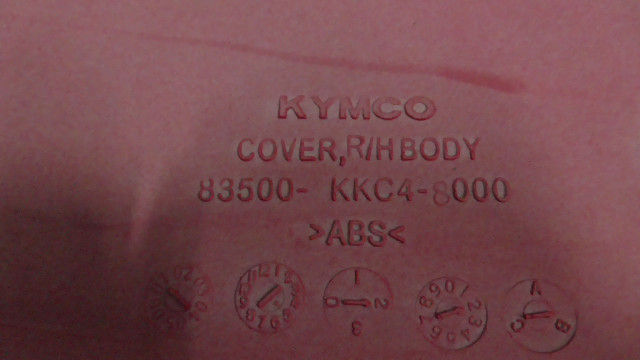 KYMCO
COVER,R/H BODY
83500- KKC4-8000
>ABS<